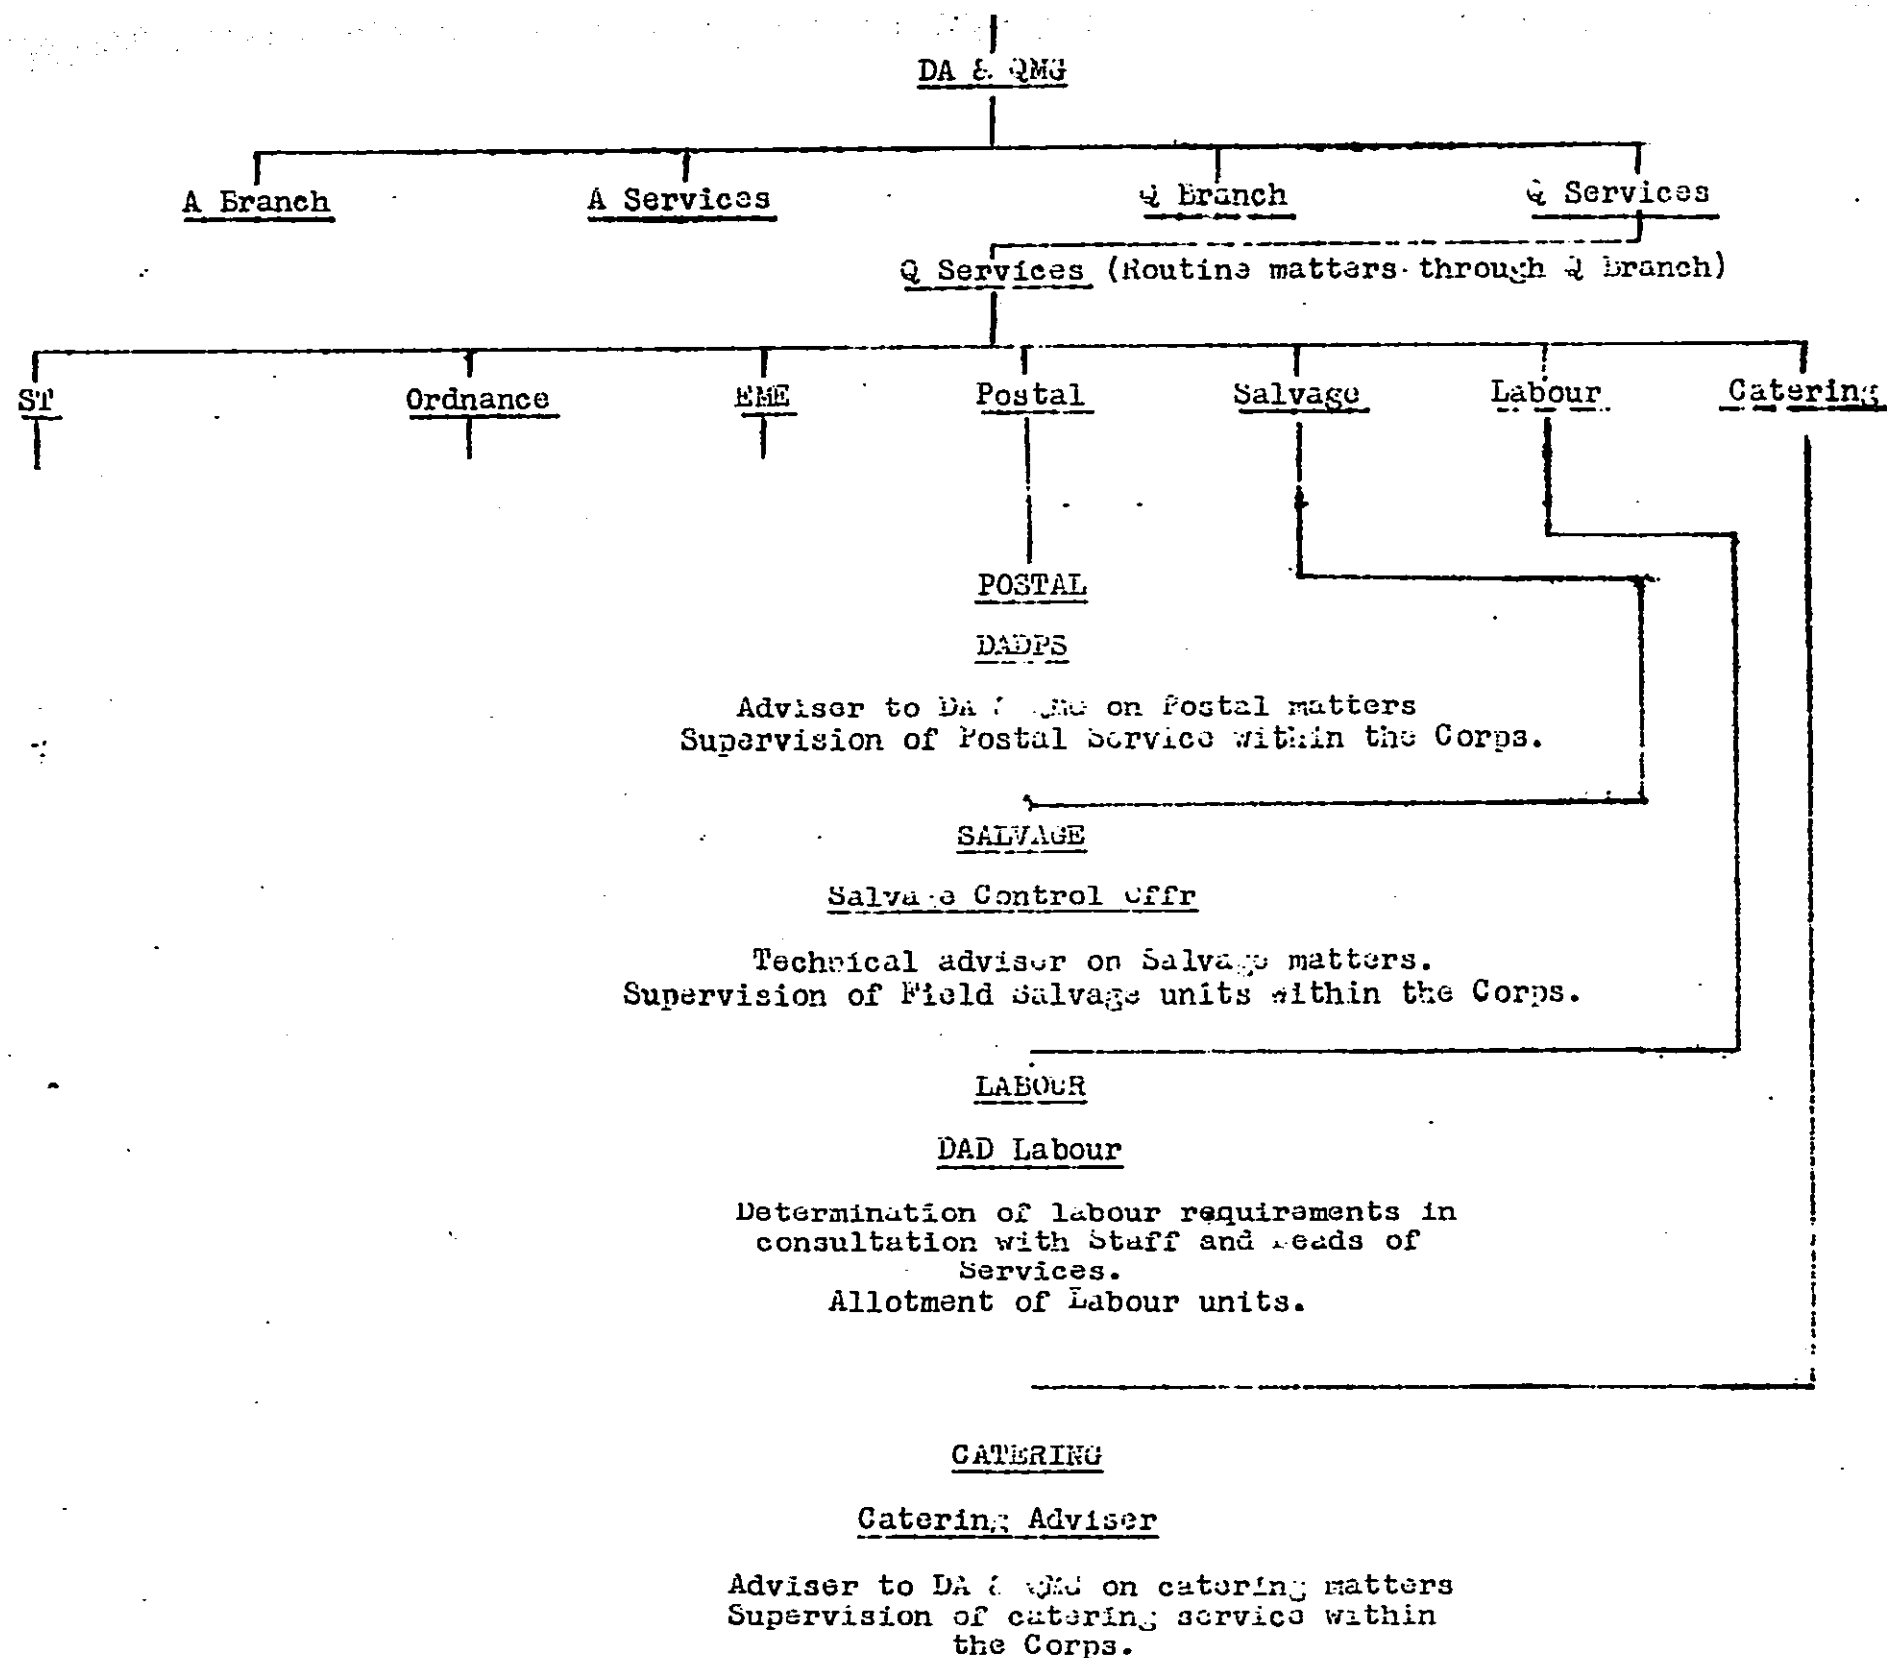 DA & QMG
A Branch A Services Q Branch Q Services
Q Services (Routine matters through Q Branch)
ST Ordnance EME Postal Salvage Labour Catering
POSTAL
DADPS
Adviser to DA & QMG on Postal matters
Supervision of Postal Service within the Corps.
SALVAGE
Salvage Control Offr
Technical adviser on Salvage matters.
Supervision of Field Salvage units within the Corps.
LABOUR
DAD Labour
Determination of labour requirements in
consultation with Staff and Heads of
Services.
Allotment of Labour units.
CATERING
Catering Adviser
Adviser to DA & QMG on catering matters
Supervision of catering service within
the Corps.